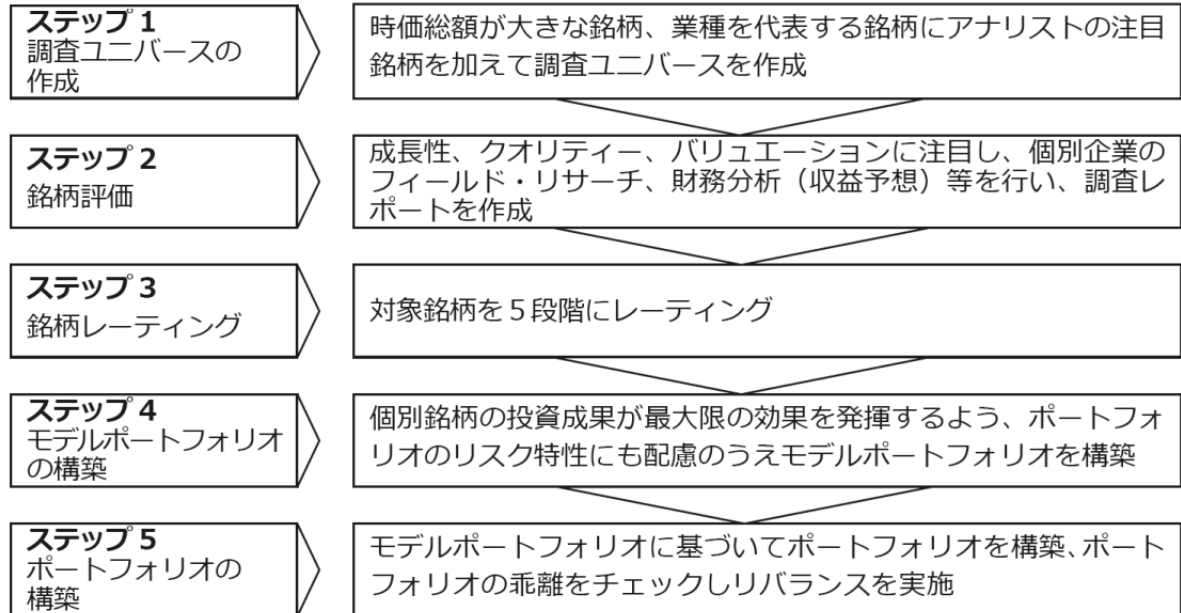 ステップ 1
調査ユニバースの
作成
時価総額が大きな銘柄、業種を代表する銘柄にアナリストの注目
銘柄を加えて調査ユニバースを作成
ステップ 2
銘柄評価
成長性、クオリティー、バリュエーションに注目し、個別企業の
フィールド・リサーチ、財務分析（収益予想）等を行い、調査レ
ポートを作成
ステップ 3
銘柄レーティング
対象銘柄を５段階にレーティング
ステップ 4
モデルポートフォリオ
の構築
個別銘柄の投資成果が最大限の効果を発揮するよう、ポートフォ
リオのリスク特性にも配慮のうえモデルポートフォリオを構築
ステップ 5
ポートフォリオの
構築
モデルポートフォリオに基づいてポートフォリオを構築、ポート
フォリオの乖離をチェックしリバランスを実施